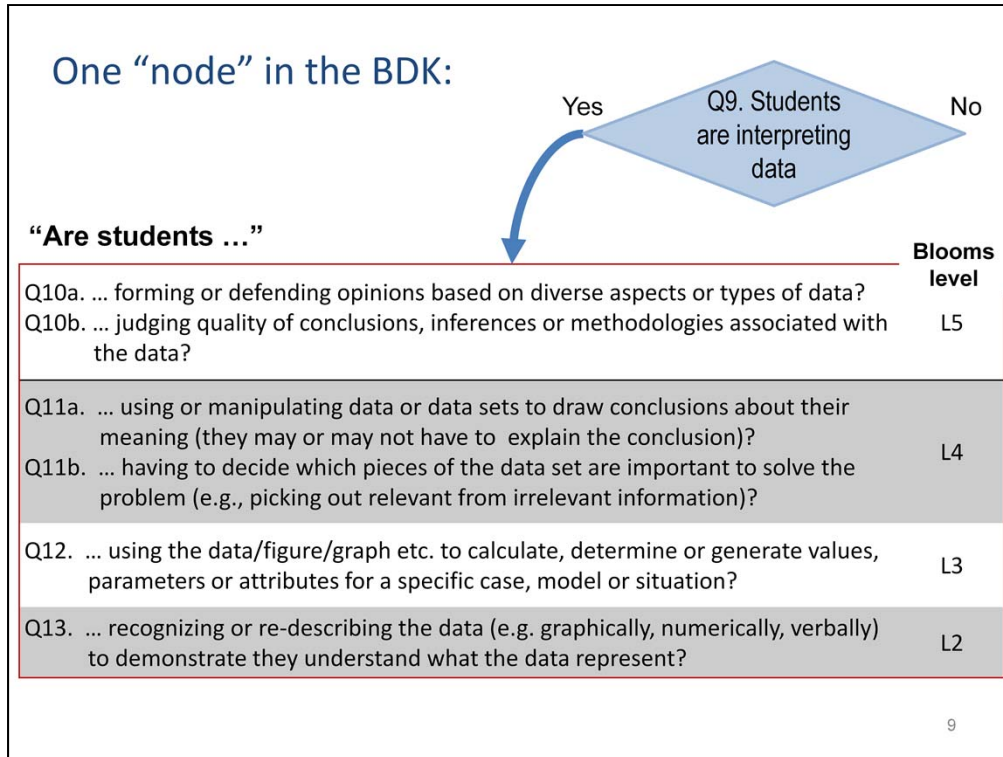 One “node” in the BDK:
Yes
Q9. Students
are interpreting
data
No
“Are students …”
Blooms
level
Q10a. … forming or defending opinions based on diverse aspects or types of data?
Q10b. … judging quality of conclusions, inferences or methodologies associated with
the data?
L5
Q11a. … using or manipulating data or data sets to draw conclusions about their
meaning (they may or may not have to explain the conclusion)?
Q11b. … having to decide which pieces of the data set are important to solve the
problem (e.g., picking out relevant from irrelevant information)?
L4
Q12. … using the data/figure/graph etc. to calculate, determine or generate values,
parameters or attributes for a specific case, model or situation?
L3
Q13. … recognizing or re-describing the data (e.g. graphically, numerically, verbally)
to demonstrate they understand what the data represent?
L2
9